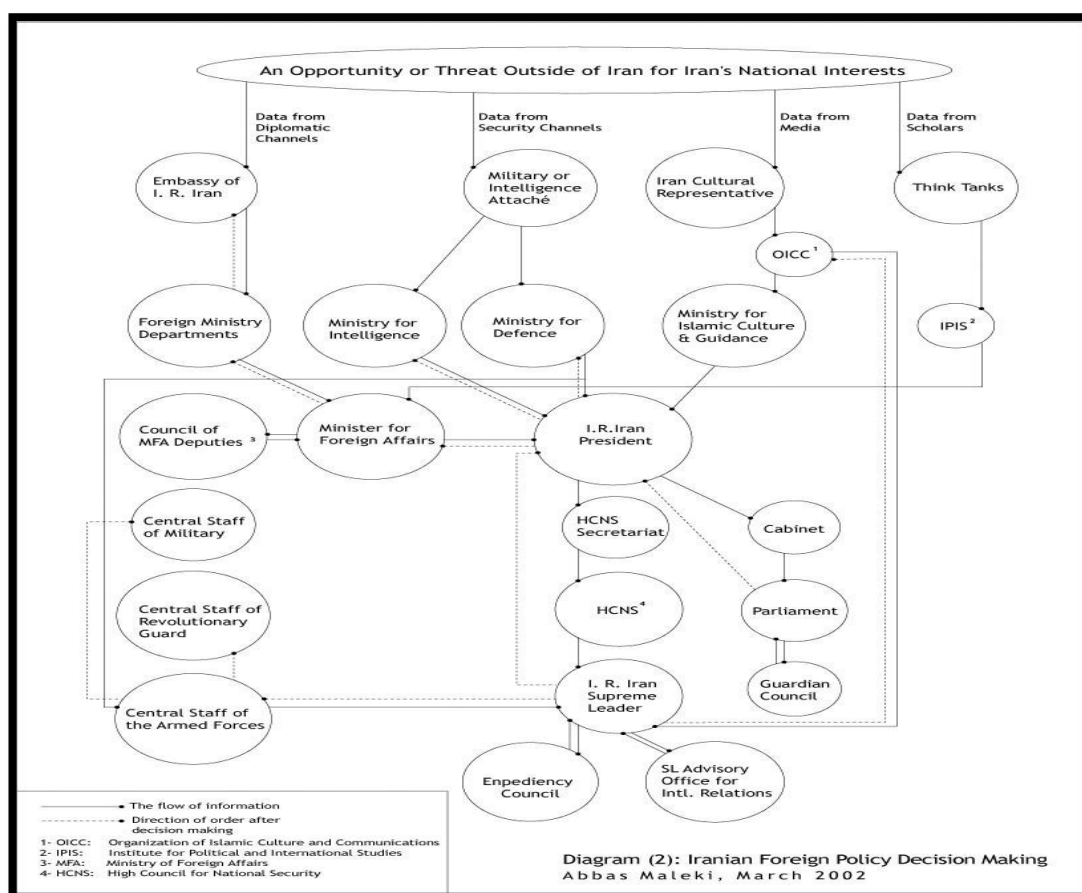 An Opportunity or Threat Outside of Iran for Iran's National Interests
Data from
Diplomatic
Channels
Data from
Security Channels
Data from
Media
Data from
Scholars
Embassy of
I. R. Iran
Military or
Intelligence
Attaché
Iran Cultural
Representative
Think Tanks
OICC 1
Foreign Ministry
Departments
Ministry for
Intelligence
Ministry for
Defence
Ministry for
Islamic Culture
& Guidance
IPIS 2
Council of
MFA Deputies 3
Minister for
Foreign Affairs
I.R.Iran
President
Central Staff
of Military
HCNS
Secretariat
Cabinet
Central Staff of
Revolutionary
Guard
HCNS 4
Parliament
Central Staff of
the Armed Forces
I. R. Iran
Supreme
Leader
Guardian
Council
Enpediency
Council
SL Advisory
Office for
Intl. Relations
The flow of information
Direction of order after
decision making
1- OICC: Organization of Islamic Culture and Communications
2- IPIS: Institute for Political and International Studies
3- MFA: Ministry of Foreign Affairs
4- HCNS: High Council for National Security
Diagram (2): Iranian Foreign Policy Decision Making
Abbas Maleki, March 2002